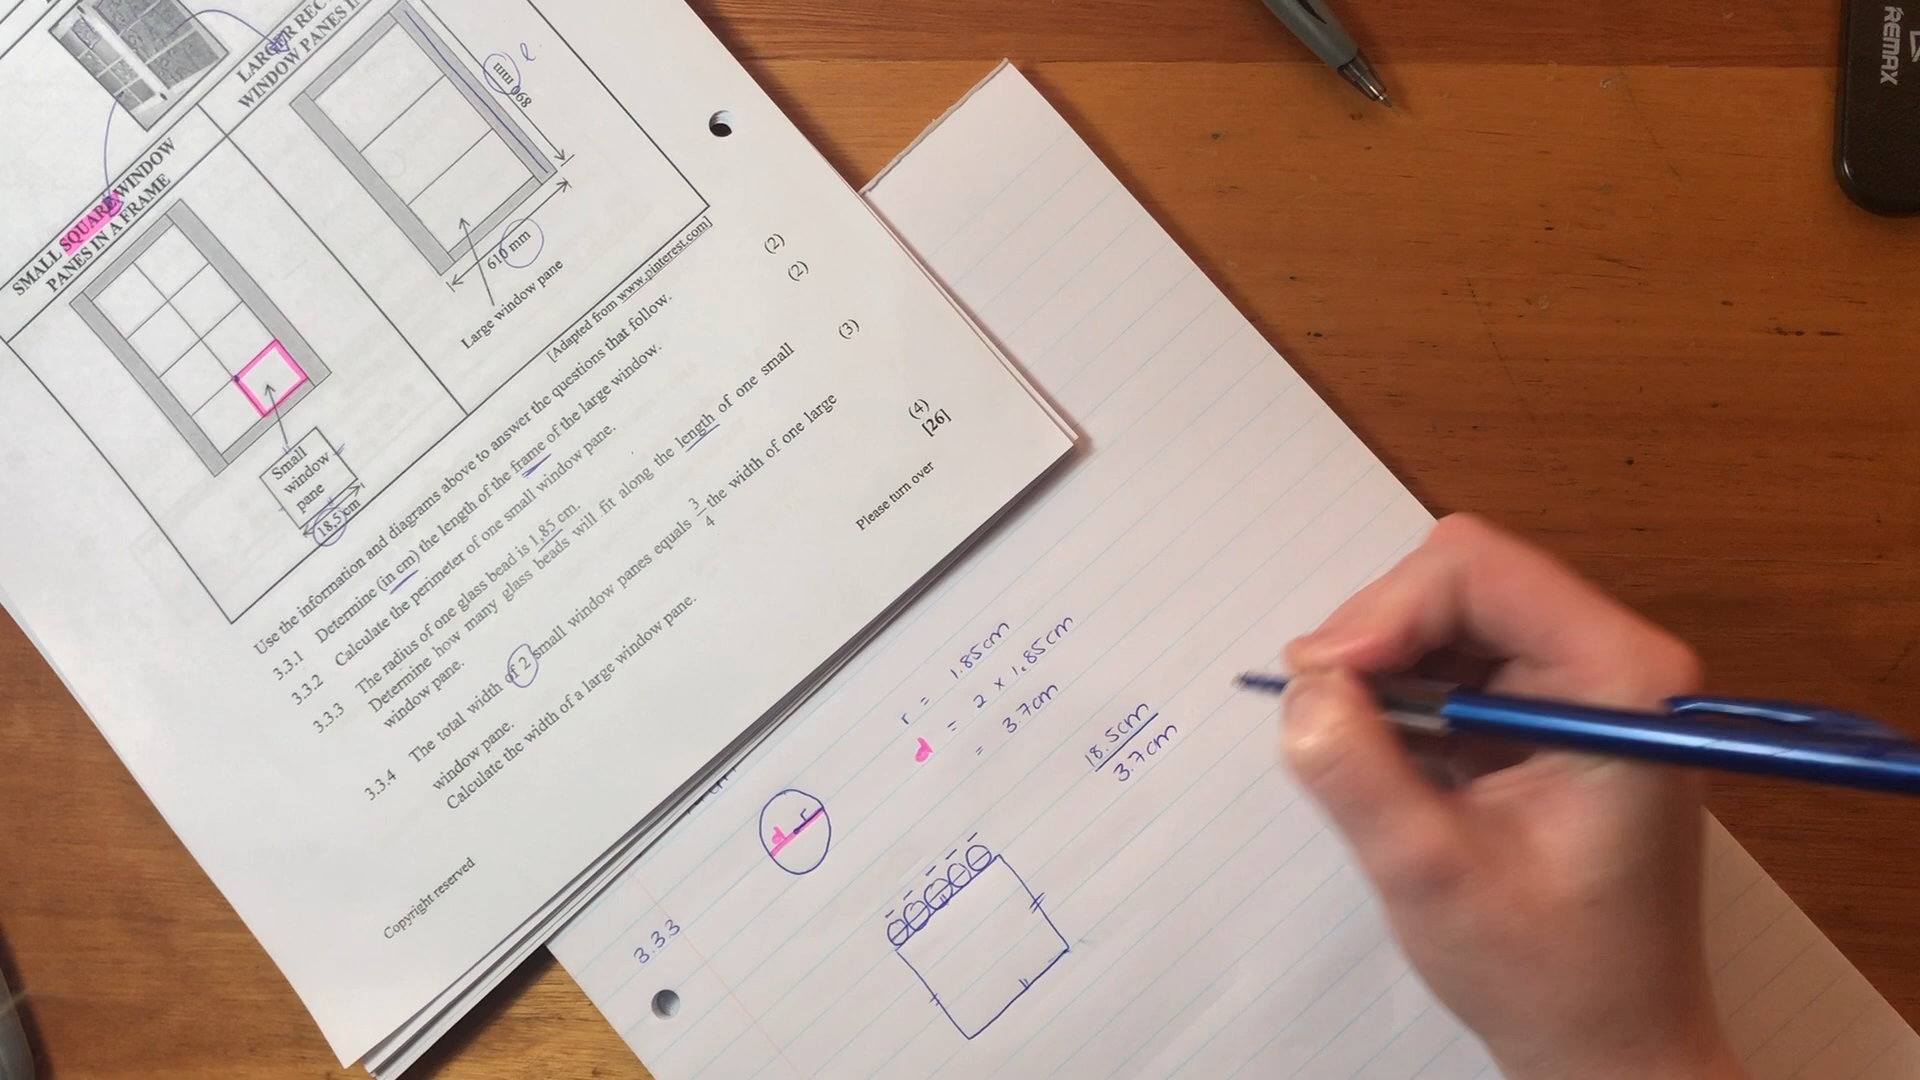 LARGER REC
WINDOW PANES I
mm
890
l
SMALL SQUARE WINDOW
PANES IN A FRAME
610 mm
Large window pane
Small
window
pane
18,5 cm
[Adapted from www.pinterest.com]
Use the information and diagrams above to answer the questions that follow.
3.3.1 Determine (in cm) the length of the frame of the large window. (2)
3.3.2 Calculate the perimeter of one small window pane. (2)
3.3.3 The radius of one glass bead is 1,85 cm.
Determine how many glass beads will fit along the length of one small
window pane. (3)
3.3.4 The total width of 2 small window panes equals 3/4 the width of one large
window pane.
Calculate the width of a large window pane. (4)
[26]
Copyright reserved
Please turn over
3.3.3
d r
r = 1.85cm
d = 2 x 1.85cm
= 3.7cm
18.5cm
3.7cm
REMAX